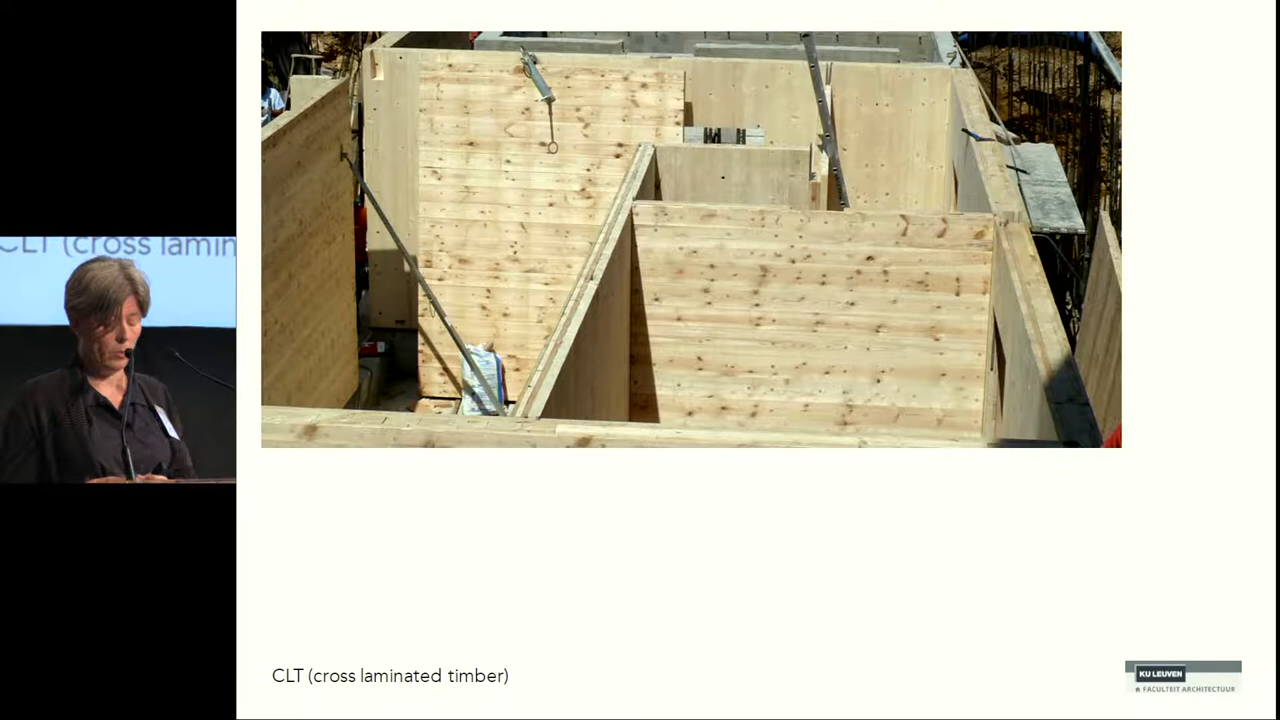 CLT (cross lamin
CLT (cross laminated timber)
KU LEUVEN
FACULTEIT ARCHITECTUUR